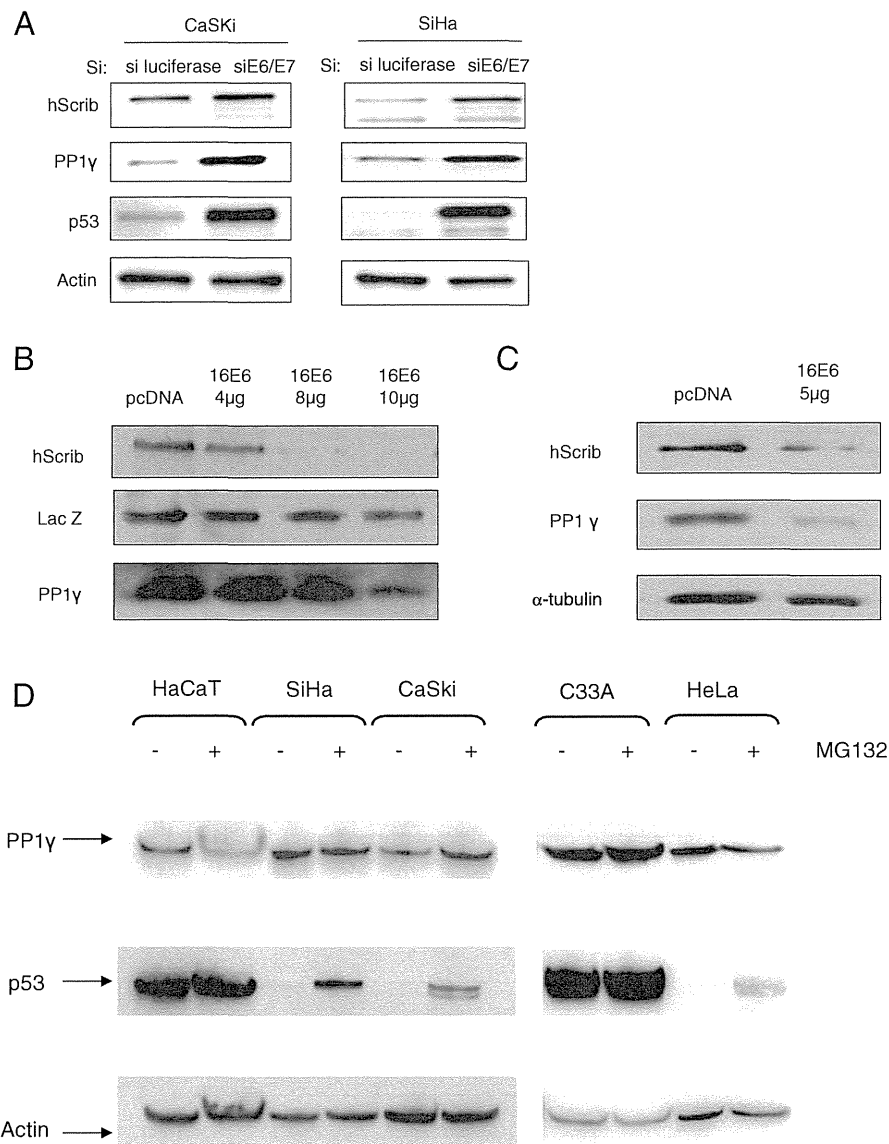 A
CaSKi SiHa
Si: si luciferase siE6/E7 Si: si luciferase siE6/E7
hScrib
PP1γ
p53
Actin
B
pcDNA 16E6 4μg 16E6 8μg 16E6 10μg
hScrib
Lac Z
PP1γ
C
pcDNA 16E6 5μg
hScrib
PP1 γ
α-tubulin
D
HaCaT SiHa CaSki C33A HeLa
- + - + - + - + - + MG132
PP1γ
p53
Actin